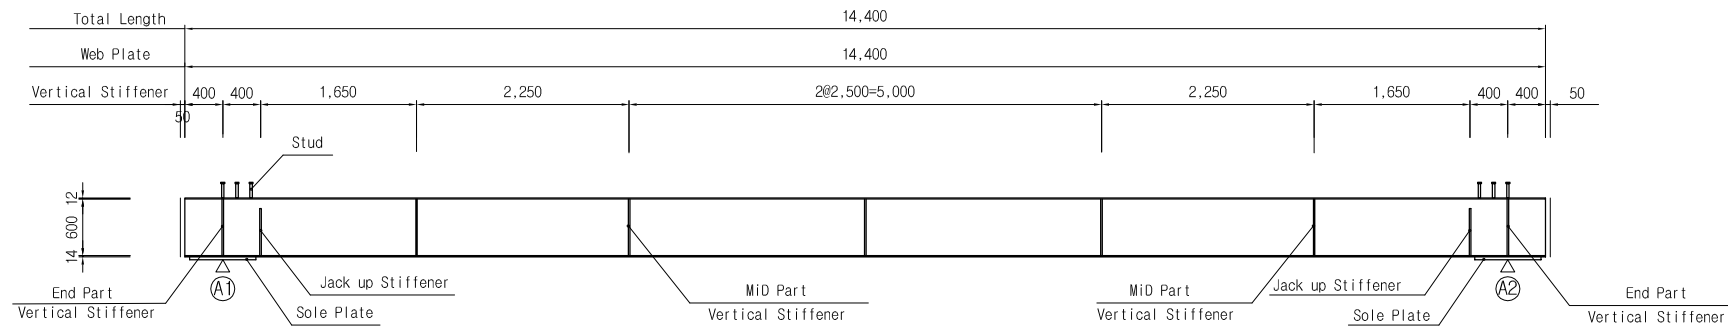 Total Length
14,400
Web Plate
14,400
Vertical Stiffener
400
400
1,650
2,250
2@2,500=5,000
2,250
1,650
400
400
50
50
Stud
12
600
14
A1
A2
End Part
Vertical Stiffener
Jack up Stiffener
Sole Plate
MiD Part
Vertical Stiffener
MiD Part
Vertical Stiffener
Jack up Stiffener
Sole Plate
End Part
Vertical Stiffener